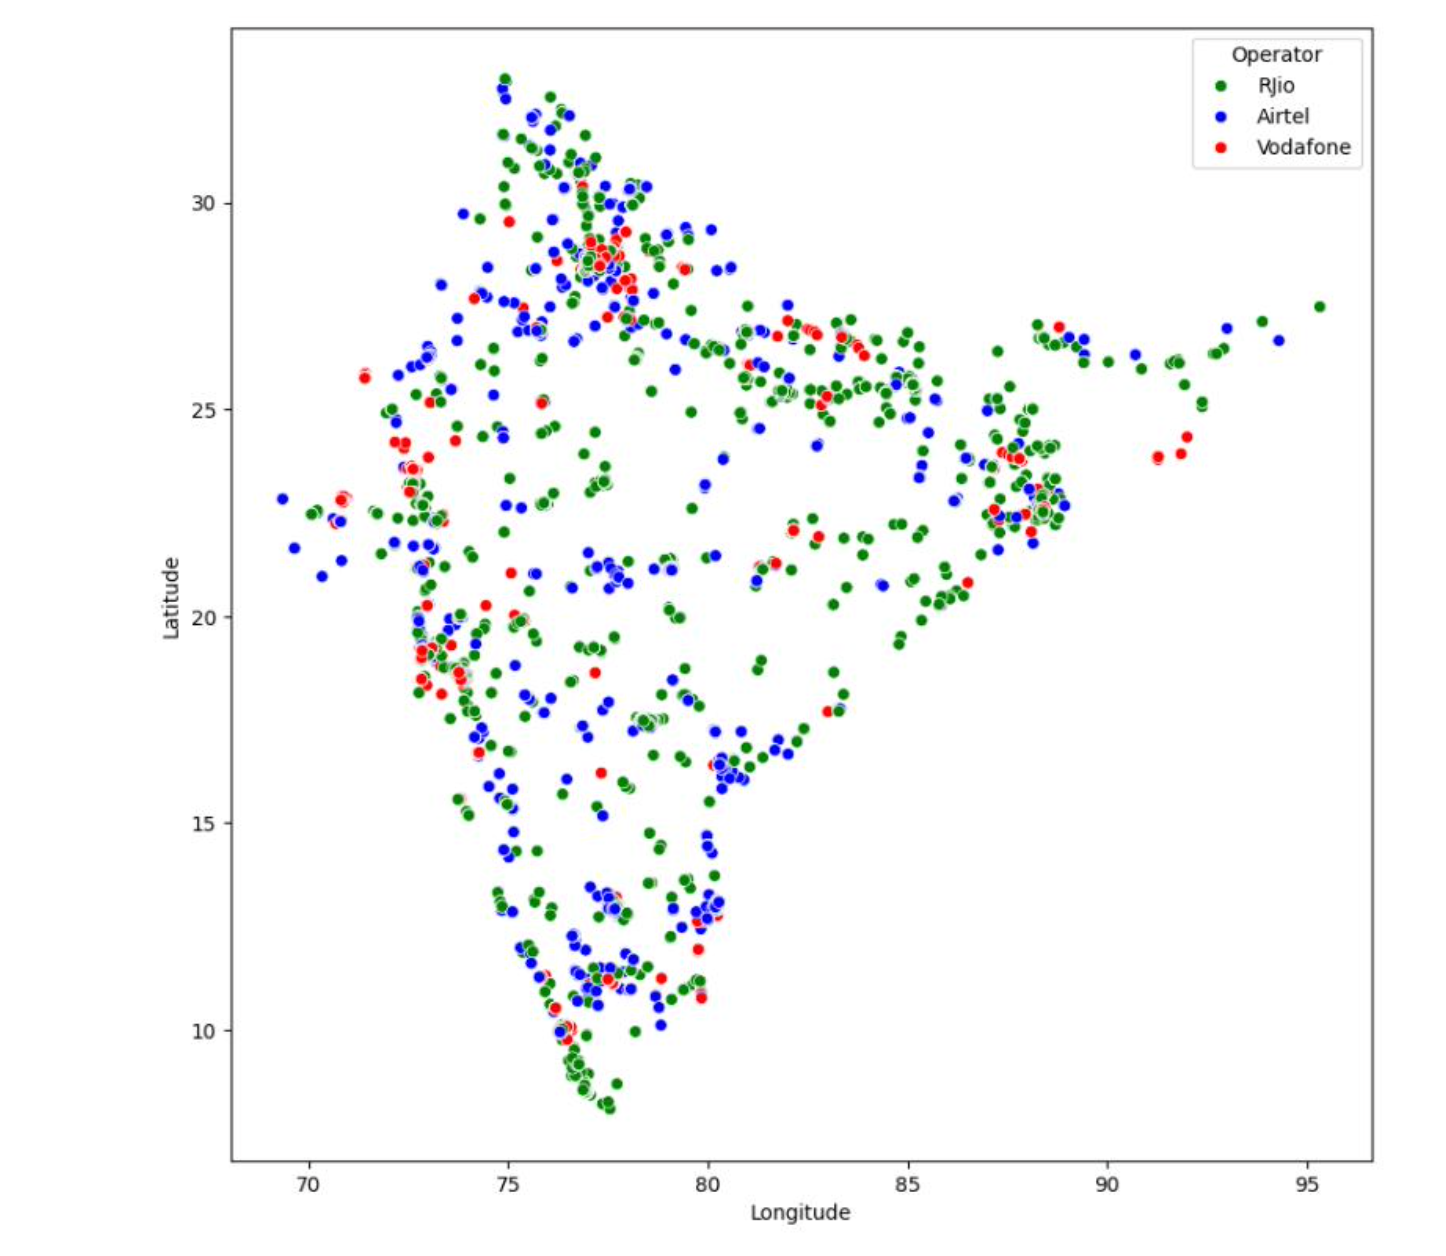 Operator
RJio
Airtel
Vodafone
30
25
20
15
10
Latitude
70 75 80 85 90 95
Longitude